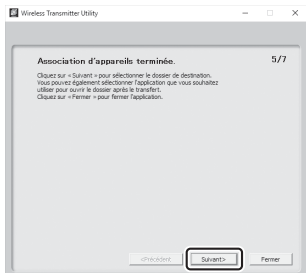 Wireless Transmitter Utility
Association d'appareils terminée.
5/7
Cliquez sur « Suivant » pour sélectionner le dossier de destination.
Vous pouvez également sélectionner l'application que vous souhaitez
utiliser pour ouvrir le dossier après le transfert.
Cliquez sur « Fermer » pour fermer l'application.
<Précédent
Suivant>
Fermer